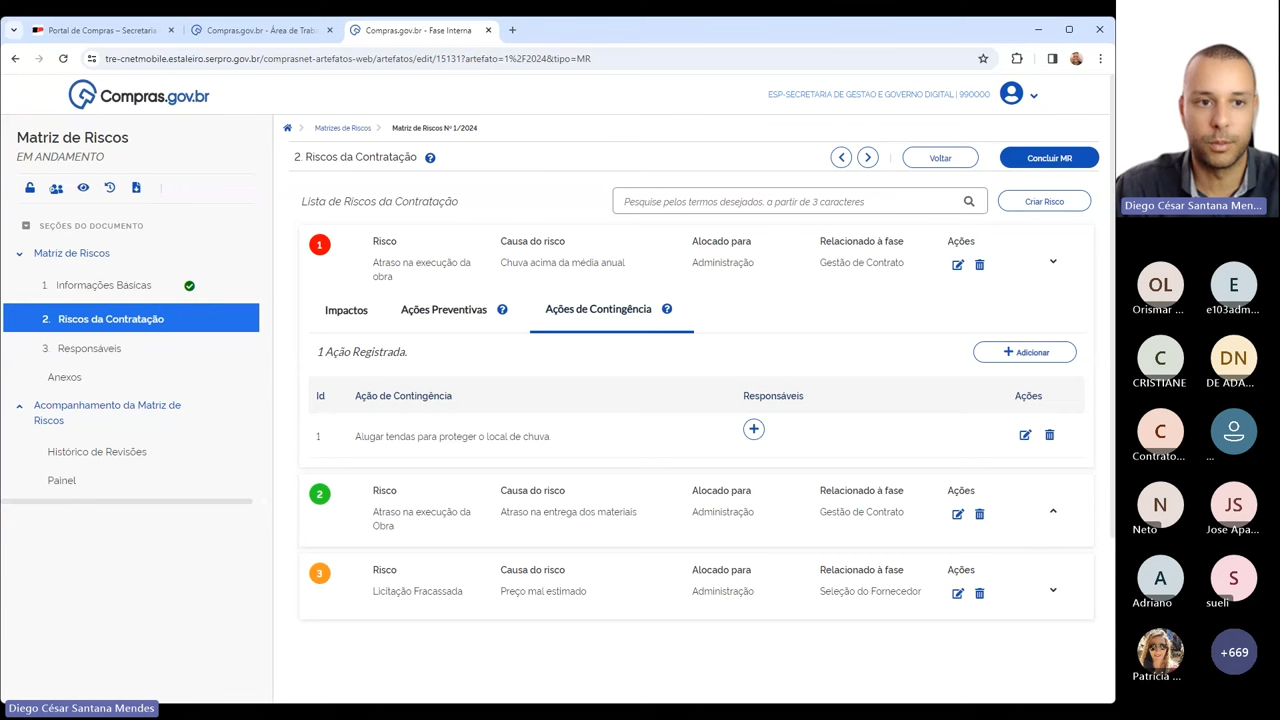 Portal de Compras – Secretaria
Compras.gov.br - Área de Trab
Compras.gov.br - Fase Interna
tre-cnetmobile.estaleiro.serpro.gov.br/comprasnet-artefatos-web/artefatos/edit/15131?artefato=1%2F2024&tipo=MR
Compras.gov.br
ESP-SECRETARIA DE GESTAO E GOVERNO DIGITAL | 990000
Matriz de Riscos
EM ANDAMENTO
SEÇÕES DO DOCUMENTO
Matriz de Riscos
1 Informações Básicas
2. Riscos da Contratação
3 Responsáveis
Anexos
Acompanhamento da Matriz de
Riscos
Histórico de Revisões
Painel
Matrizes de Riscos
Matriz de Riscos Nº 1/2024
2. Riscos da Contratação ?
Voltar
Concluir MR
Lista de Riscos da Contratação
Pesquise pelos termos desejados, a partir de 3 caracteres
Criar Risco
1
Risco Causa do risco Alocado para Relacionado à fase Ações
Atraso na execução da Chuva acima da média anual Administração Gestão de Contrato
obra
Impactos Ações Preventivas ? Ações de Contingência ?
1 Ação Registrada.
+ Adicionar
Id Ação de Contingência Responsáveis Ações
1 Alugar tendas para proteger o local de chuva.
2
Risco Causa do risco Alocado para Relacionado à fase Ações
Atraso na execução da Atraso na entrega dos materiais Administração Gestão de Contrato
Obra
3
Risco Causa do risco Alocado para Relacionado à fase Ações
Licitação Fracassada Preço mal estimado Administração Seleção do Fornecedor
Diego César Santana Mendes
Diego César Santana Men...
OL E
Orismar ... e103adm...
C DN
CRISTIANE DE ADA...
C
Contrato... ...
N JS
Neto Jose Apa...
A S
Adriano sueli
+669
Patrícia ...